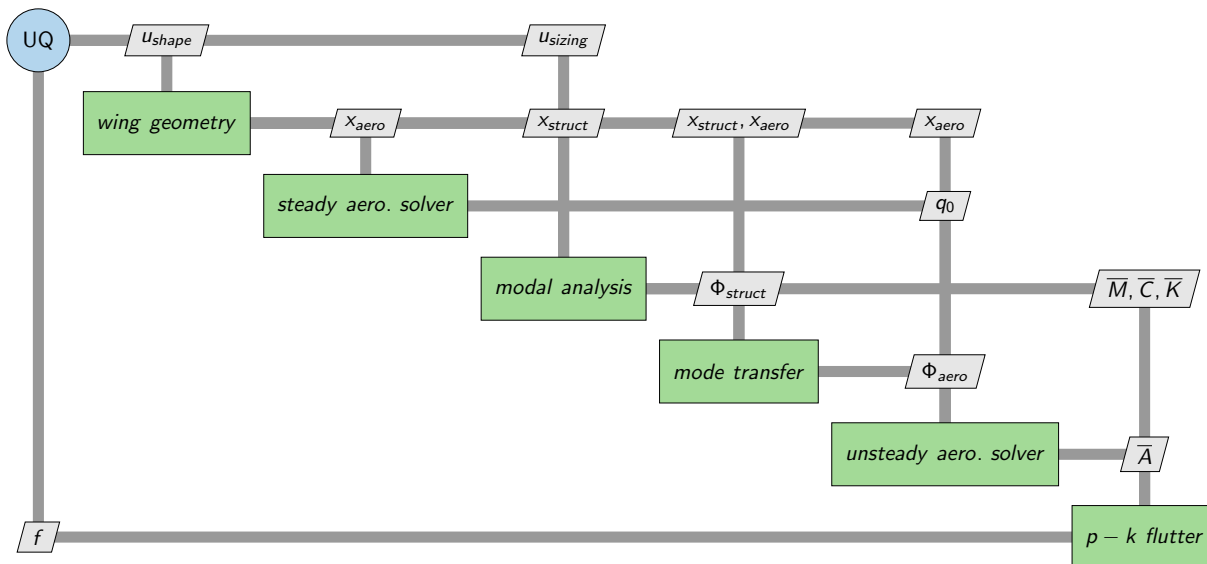 UQ u_shape u_sizing
wing geometry x_aero x_struct x_struct, x_aero x_aero
steady aero. solver q_0
modal analysis Φ_struct M̅, C̅, K̅
mode transfer Φ_aero
unsteady aero. solver A̅
f p − k flutter